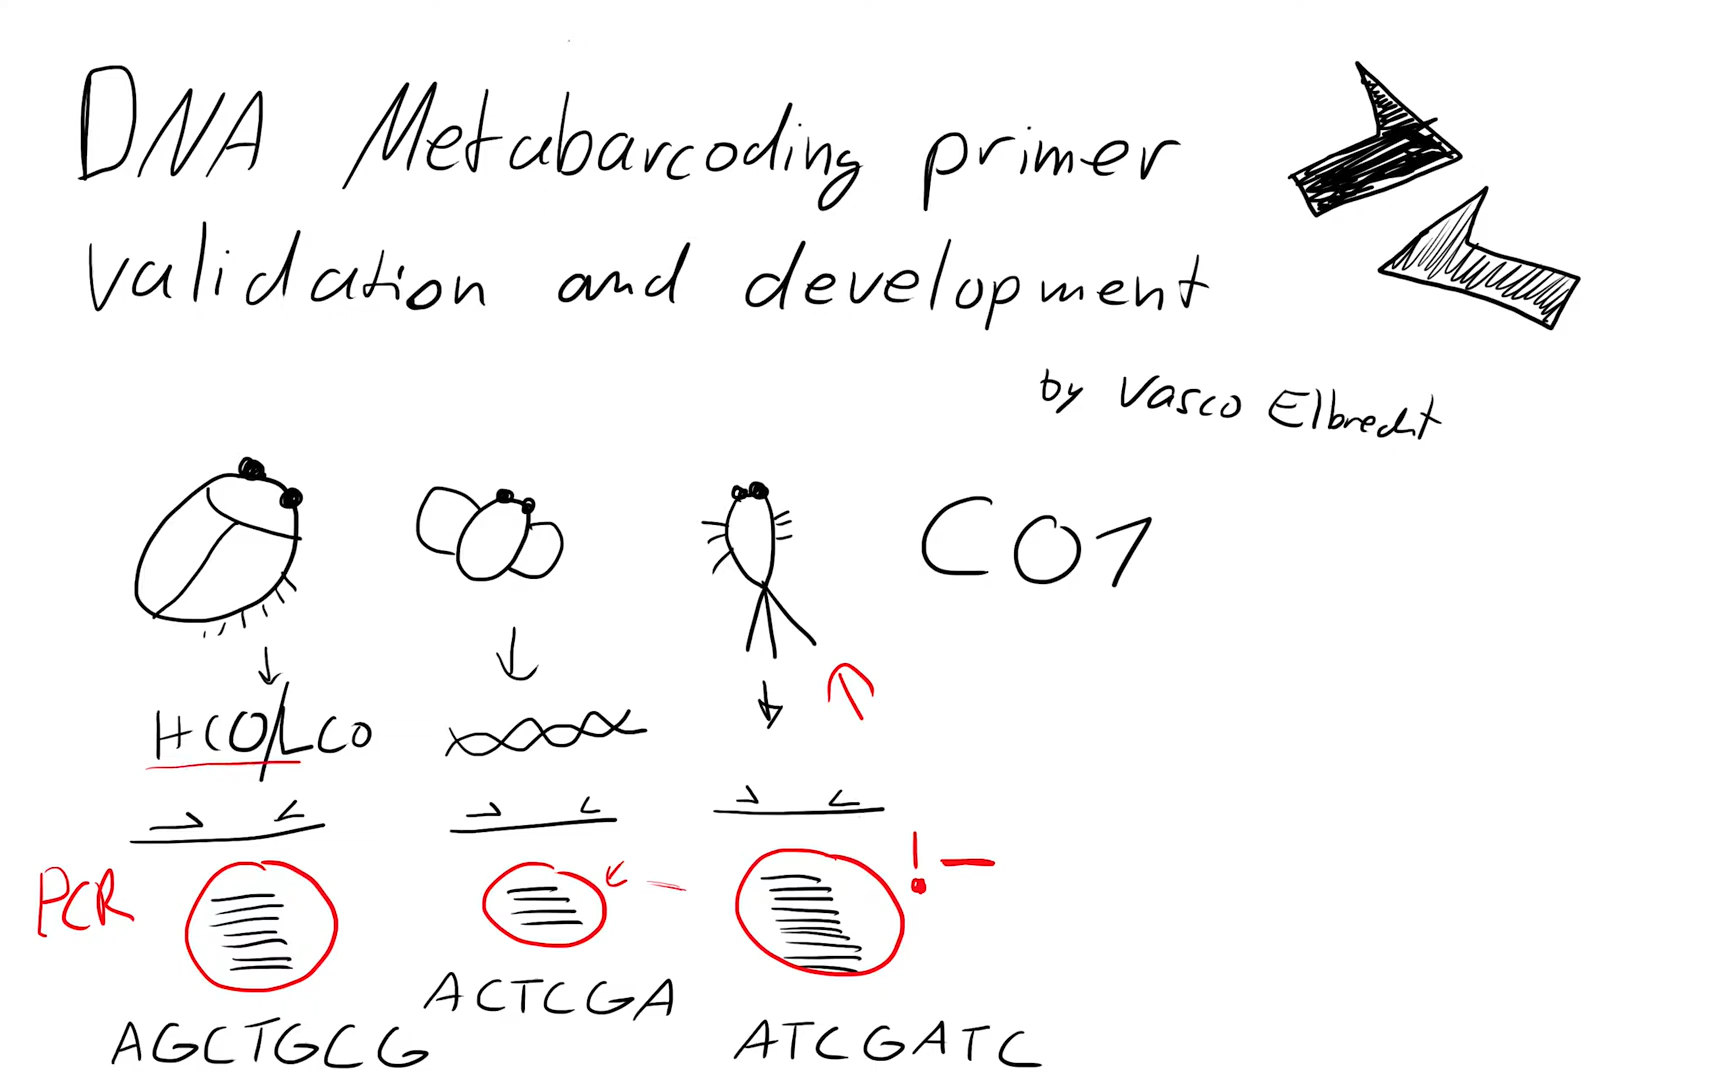 DNA Metabarcoding primer
validation and development
by Vasco Elbrecht
CO1
HCO/LCO
PCR
!
ACTCGA
AGCTGCG
ATCGATC